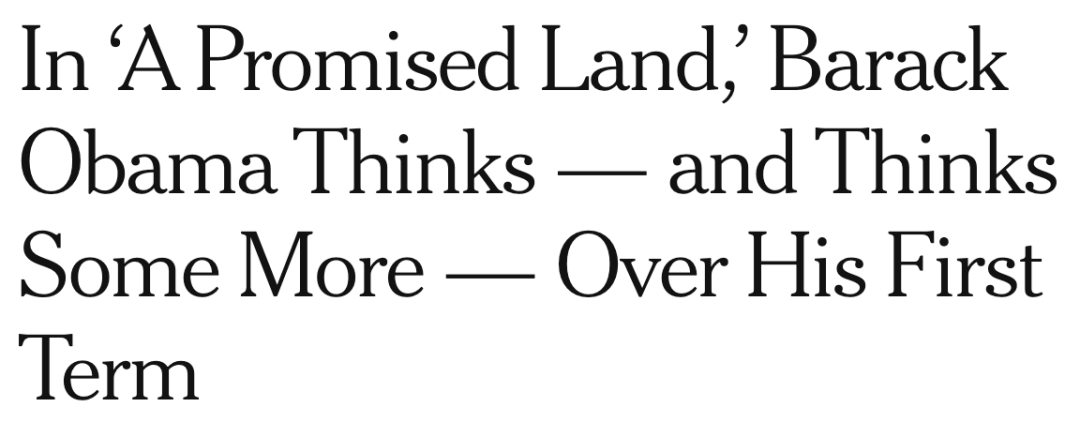 In ‘A Promised Land,’ Barack
Obama Thinks — and Thinks
Some More — Over His First
Term